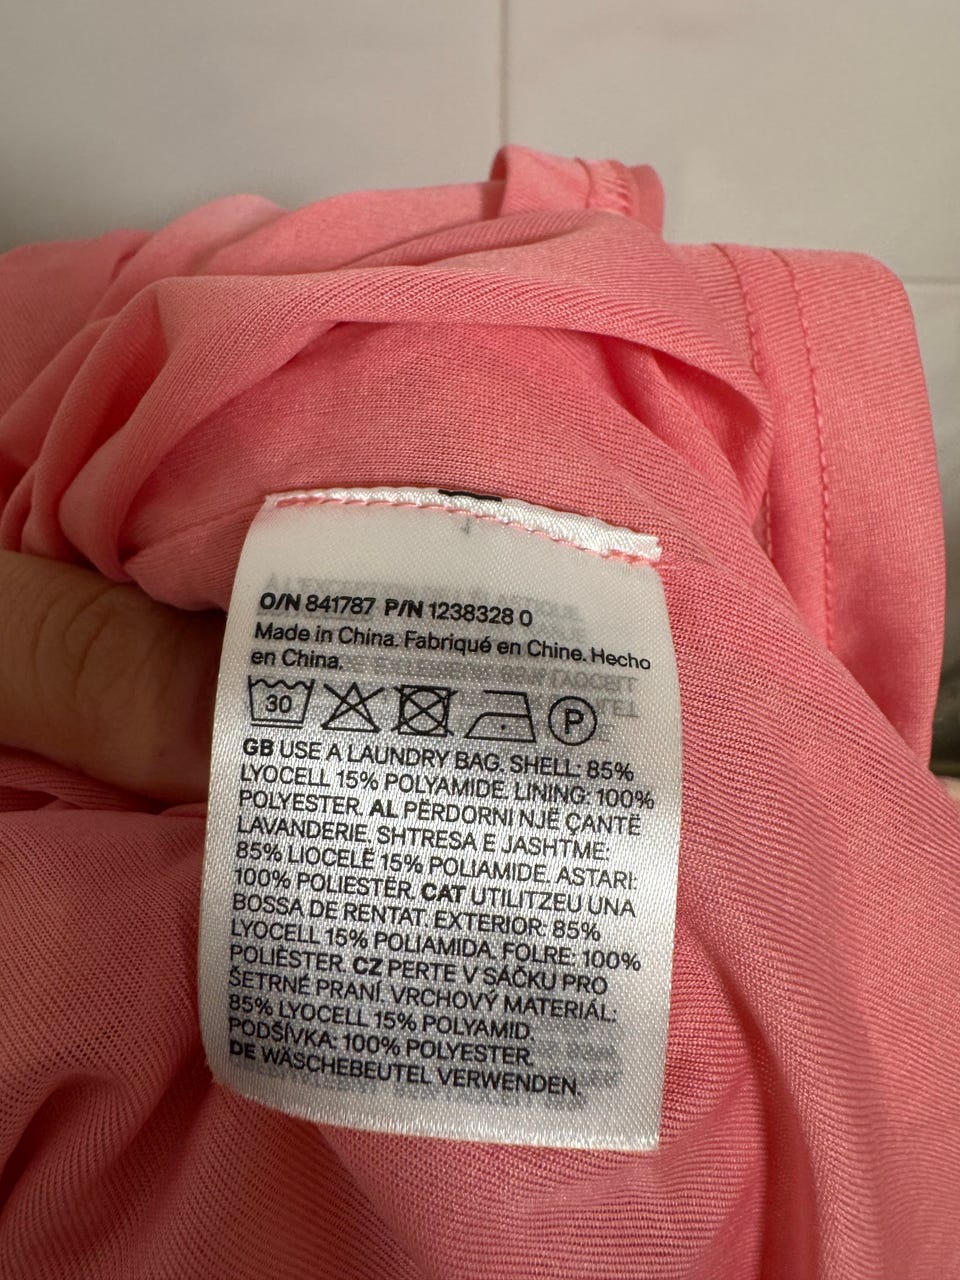 O/N 841787 P/N 1238328 0
Made in China. Fabriqué en Chine. Hecho
en China.
30 P
GB USE A LAUNDRY BAG. SHELL: 85%
LYOCELL 15% POLYAMIDE. LINING: 100%
POLYESTER. AL PËRDORNI NJË ÇANTË
LAVANDERIE. SHTRESA E JASHTME:
85% LIOCELË 15% POLIAMIDE. ASTARI:
100% POLIESTËR. CAT UTILITZEU UNA
BOSSA DE RENTAT. EXTERIOR: 85%
LYOCELL 15% POLIAMIDA. FOLRE: 100%
POLIÈSTER. CZ PERTE V SÁČKU PRO
ŠETRNÉ PRANÍ. VRCHOVÝ MATERIÁL:
85% LYOCELL 15% POLYAMID.
PODŠÍVKA: 100% POLYESTER.
DE WÄSCHEBEUTEL VERWENDEN.